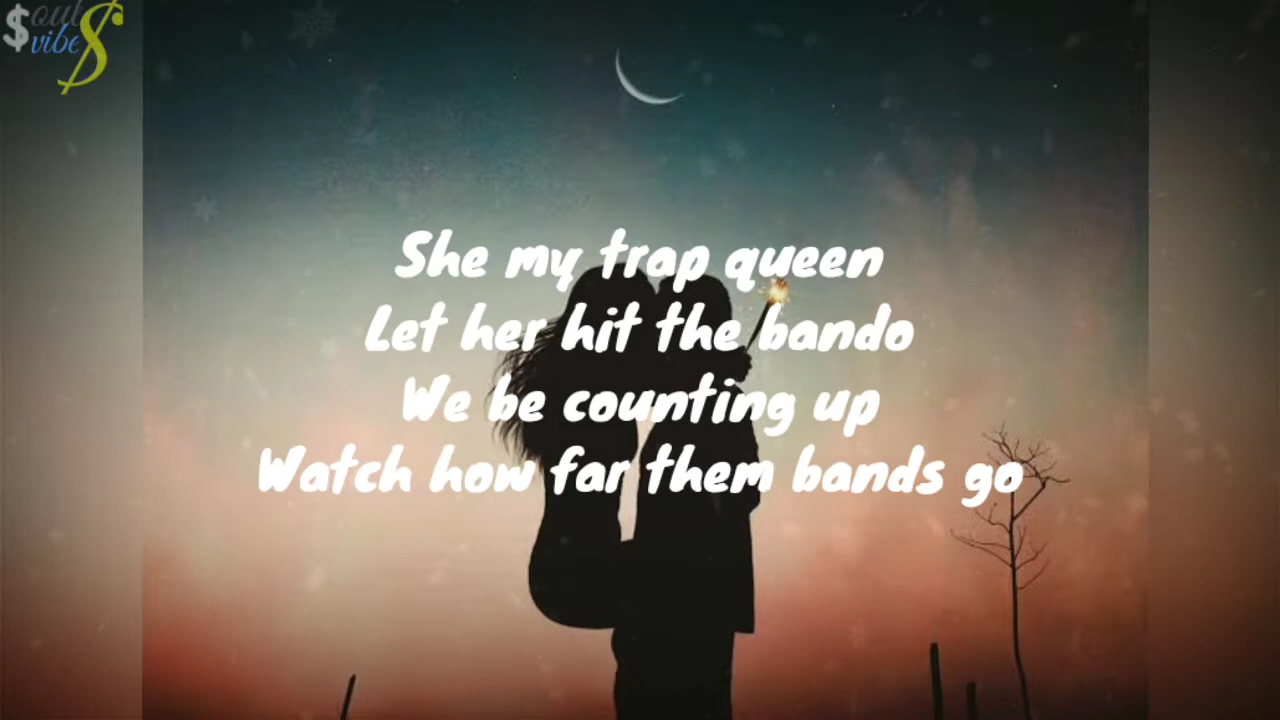 $oul
vibe$
She my trap queen
Let her hit the bando
We be counting up
Watch how far them bands go